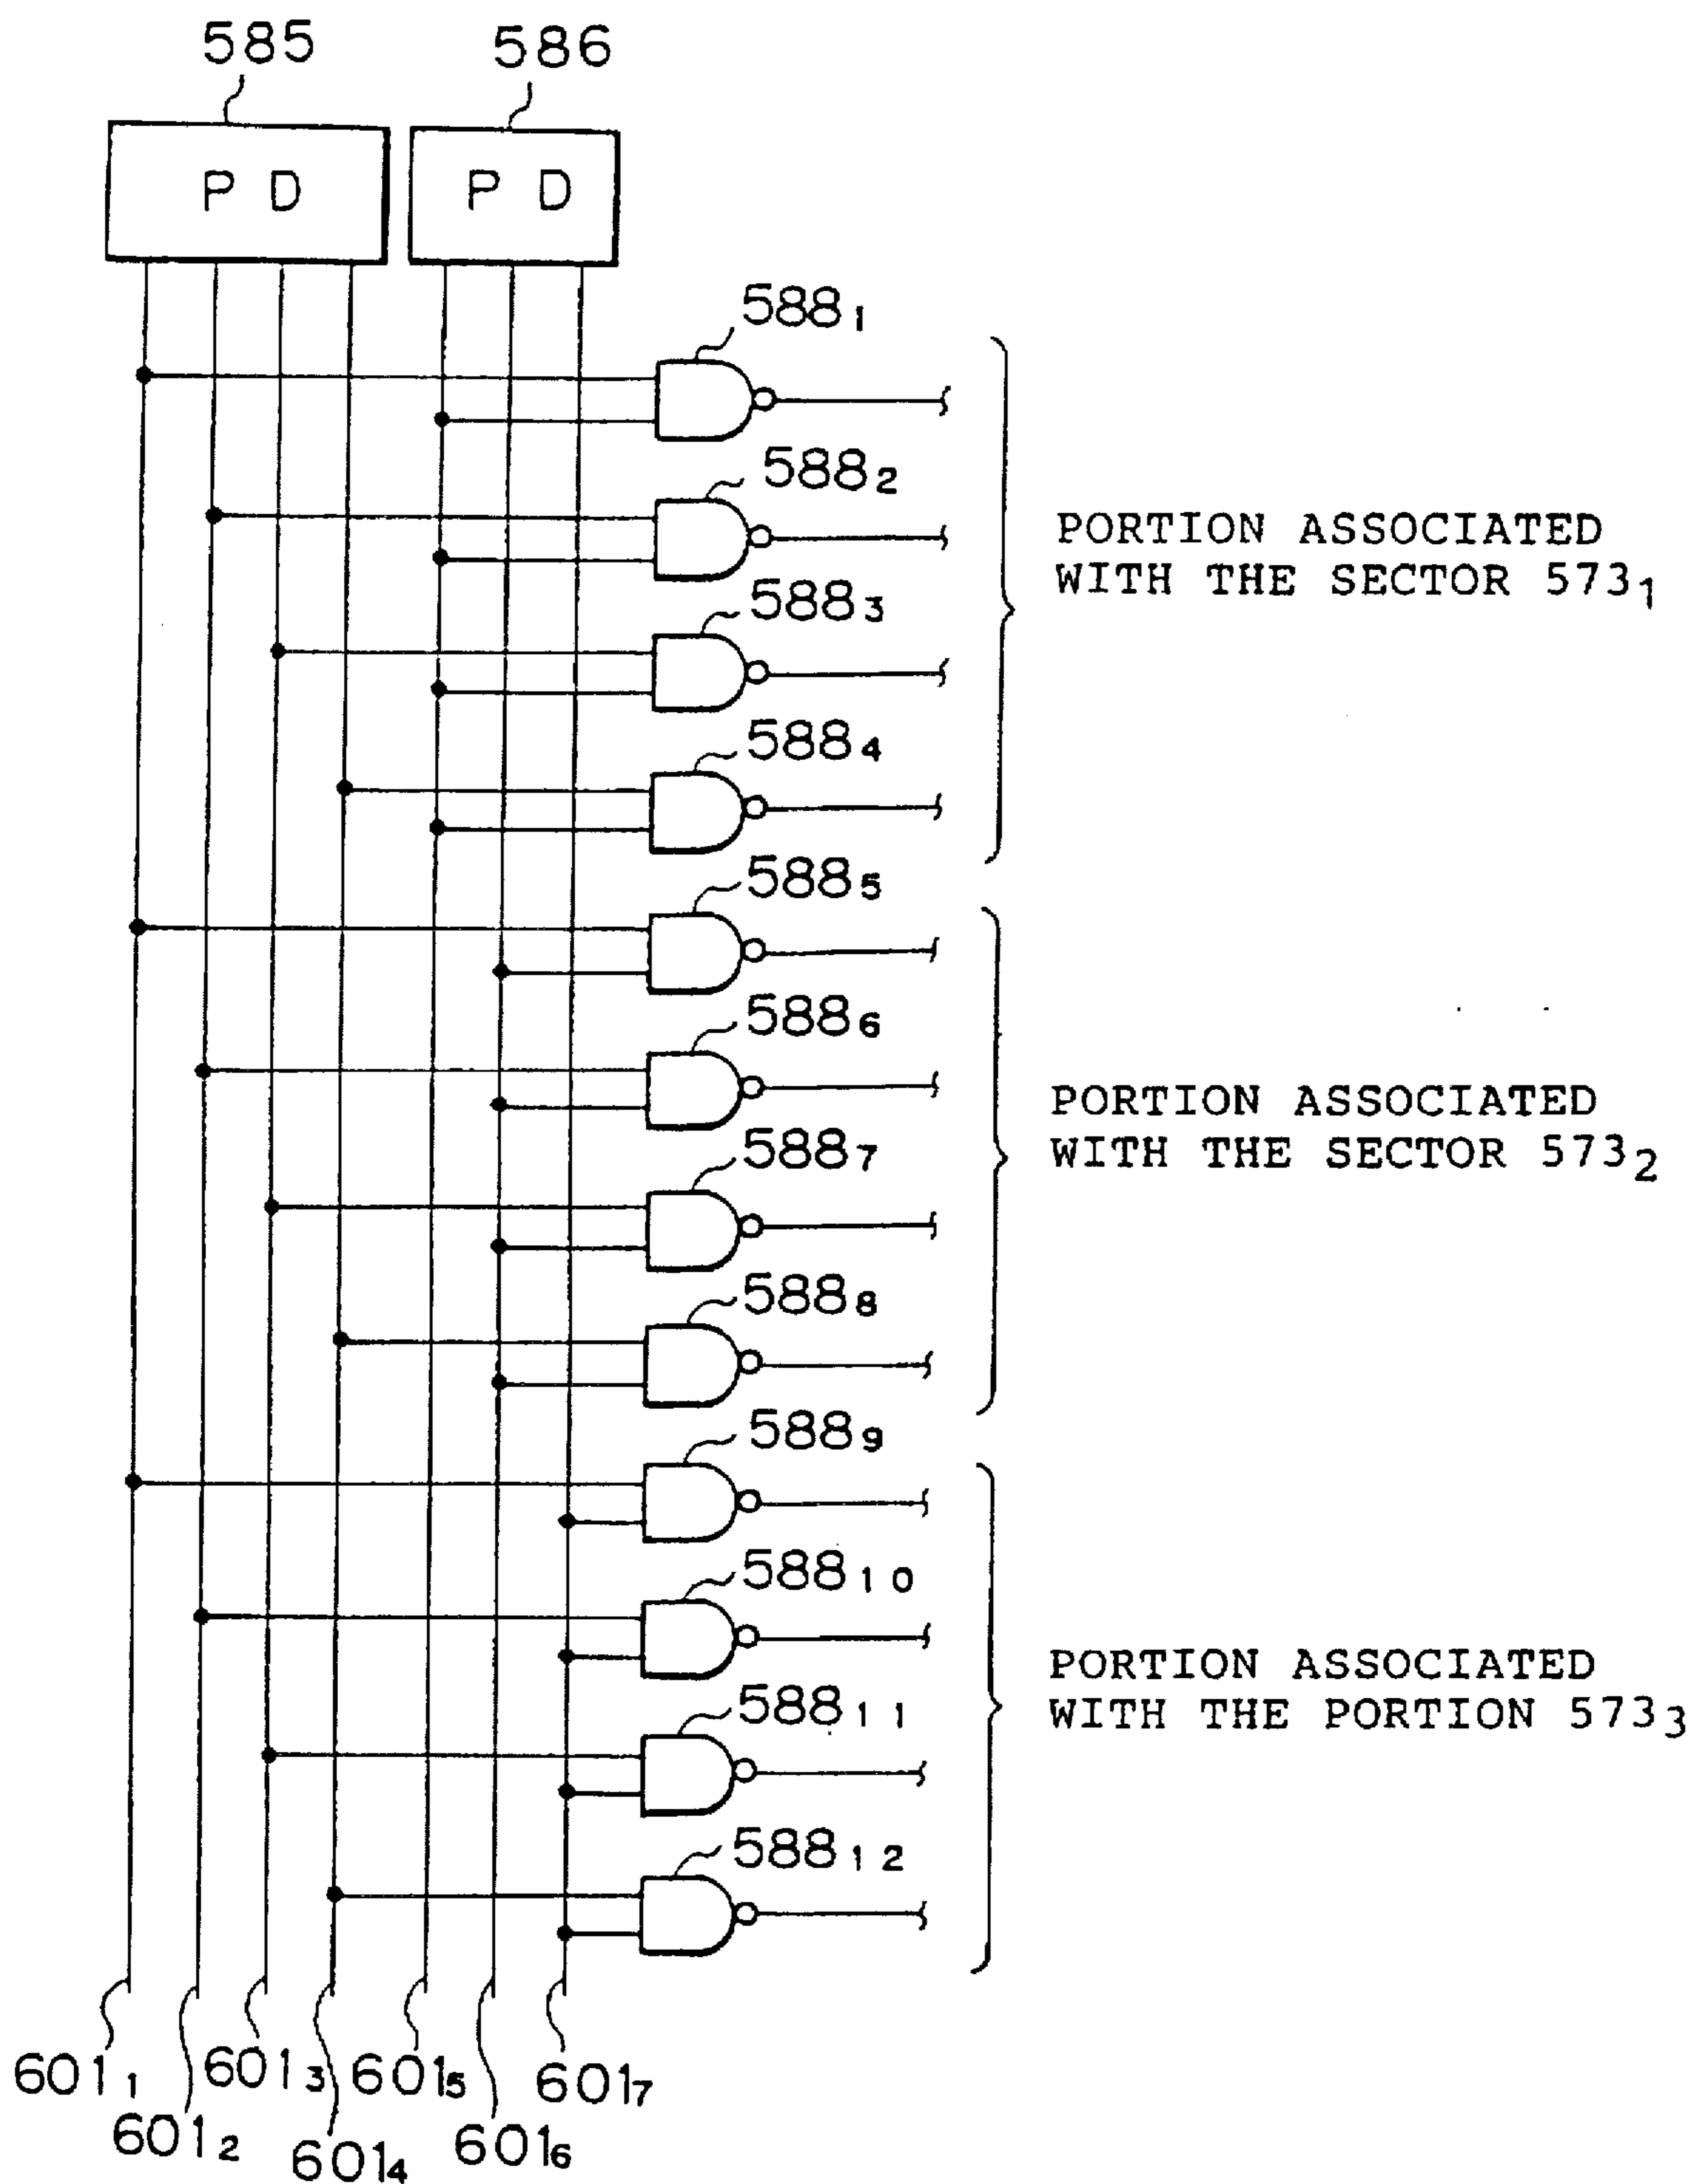 585 586
P D P D
588₁
588₂
PORTION ASSOCIATED
WITH THE SECTOR 573₁
588₃
588₄
588₅
588₆
PORTION ASSOCIATED
WITH THE SECTOR 573₂
588₇
588₈
588₉
588₁₀
PORTION ASSOCIATED
WITH THE PORTION 573₃
588₁₁
588₁₂
601₁ 601₃ 601₅ 601₇
601₂ 601₄ 601₆